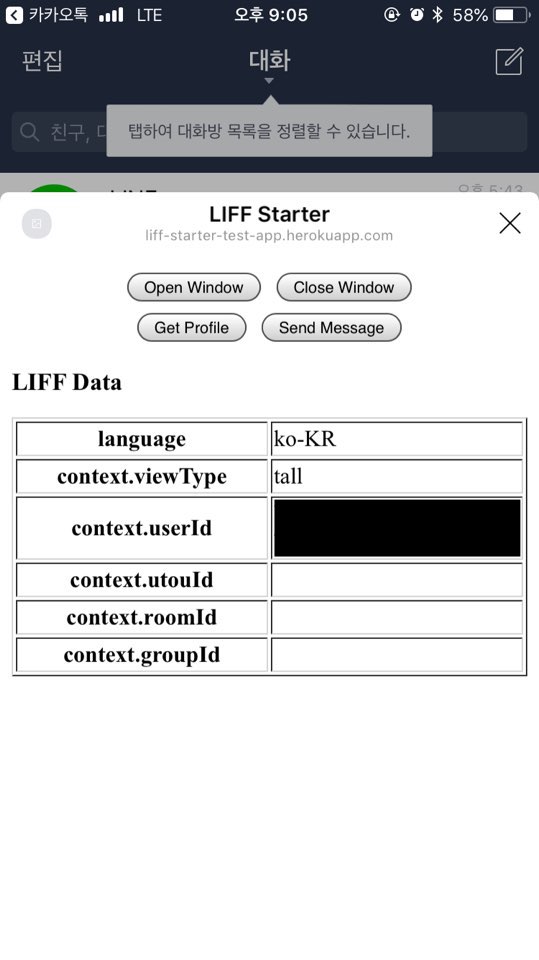 카카오톡 LTE 오후 9:05 58%
편집 대화
친구, 
탭하여 대화방 목록을 정렬할 수 있습니다.
오후 5:43
LIFF Starter
liff-starter-test-app.herokuapp.com
Open Window Close Window
Get Profile Send Message
LIFF Data
language ko-KR
context.viewType tall
context.userId
context.utouId
context.roomId
context.groupId